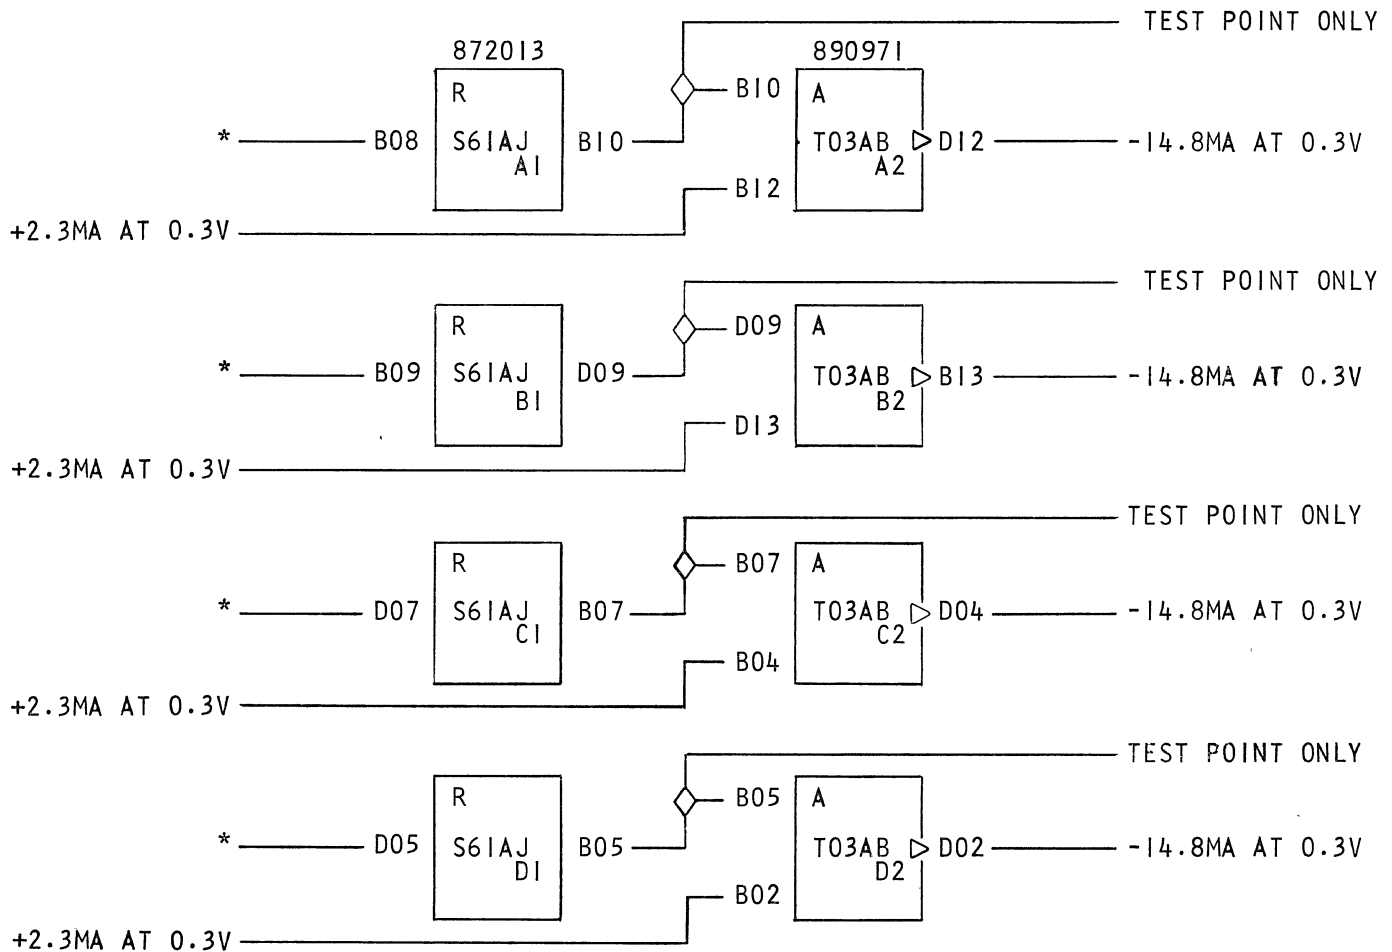 TEST POINT ONLY
872013 890971
R B10 A
* B08 S61AJ B10 T03AB D12 -14.8MA AT 0.3V
A1 B12 A2
+2.3MA AT 0.3V
TEST POINT ONLY
R D09 A
* B09 S61AJ D09 T03AB B13 -14.8MA AT 0.3V
B1 D13 B2
+2.3MA AT 0.3V
TEST POINT ONLY
R B07 A
* D07 S61AJ B07 T03AB D04 -14.8MA AT 0.3V
C1 B04 C2
+2.3MA AT 0.3V
TEST POINT ONLY
R B05 A
* D05 S61AJ B05 T03AB D02 -14.8MA AT 0.3V
D1 B02 D2
+2.3MA AT 0.3V